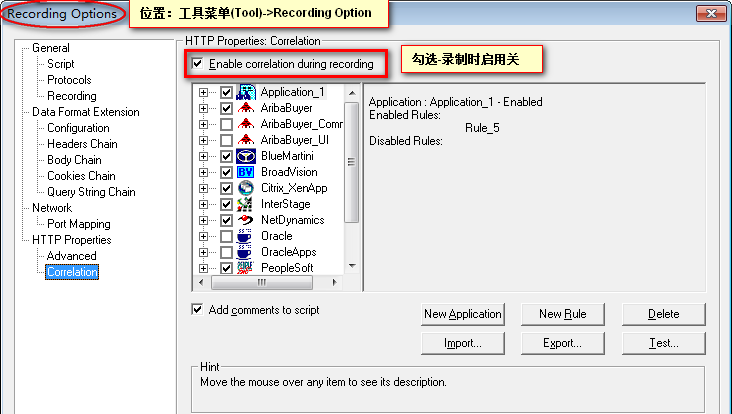 Recording Options
位置：工具菜单(Tool)->Recording Option
General
Script
Protocols
Recording
Data Format Extension
Configuration
Headers Chain
Body Chain
Cookies Chain
Query String Chain
Network
Port Mapping
HTTP Properties
Advanced
Correlation
HTTP Properties: Correlation
Enable correlation during recording
勾选-录制时启用关
Application_1
AribaBuyer
AribaBuyer_Comm
AribaBuyer_UI
BlueMartini
BroadVision
Citrix_XenApp
InterStage
NetDynamics
Oracle
OracleApps
PeopleSoft
Application : Application_1 - Enabled
Enabled Rules:
Rule_5
Disabled Rules:
Add comments to script
New Application
New Rule
Delete
Import...
Export...
Test...
Hint
Move the mouse over any item to see its description.